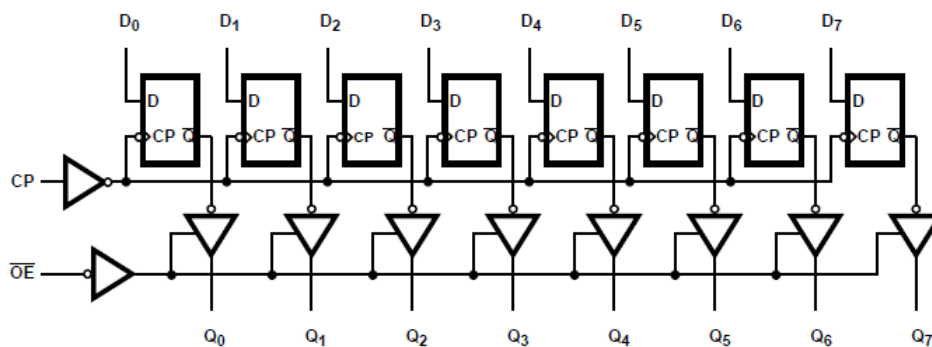 D₀ D₁ D₂ D₃ D₄ D₅ D₆ D₇
D D D D D D D D
CP Q̅ CP Q̅ CP Q̅ CP Q̅ CP Q̅ CP Q̅ CP Q̅ CP Q̅
CP
O̅E̅
Q₀ Q₁ Q₂ Q₃ Q₄ Q₅ Q₆ Q₇